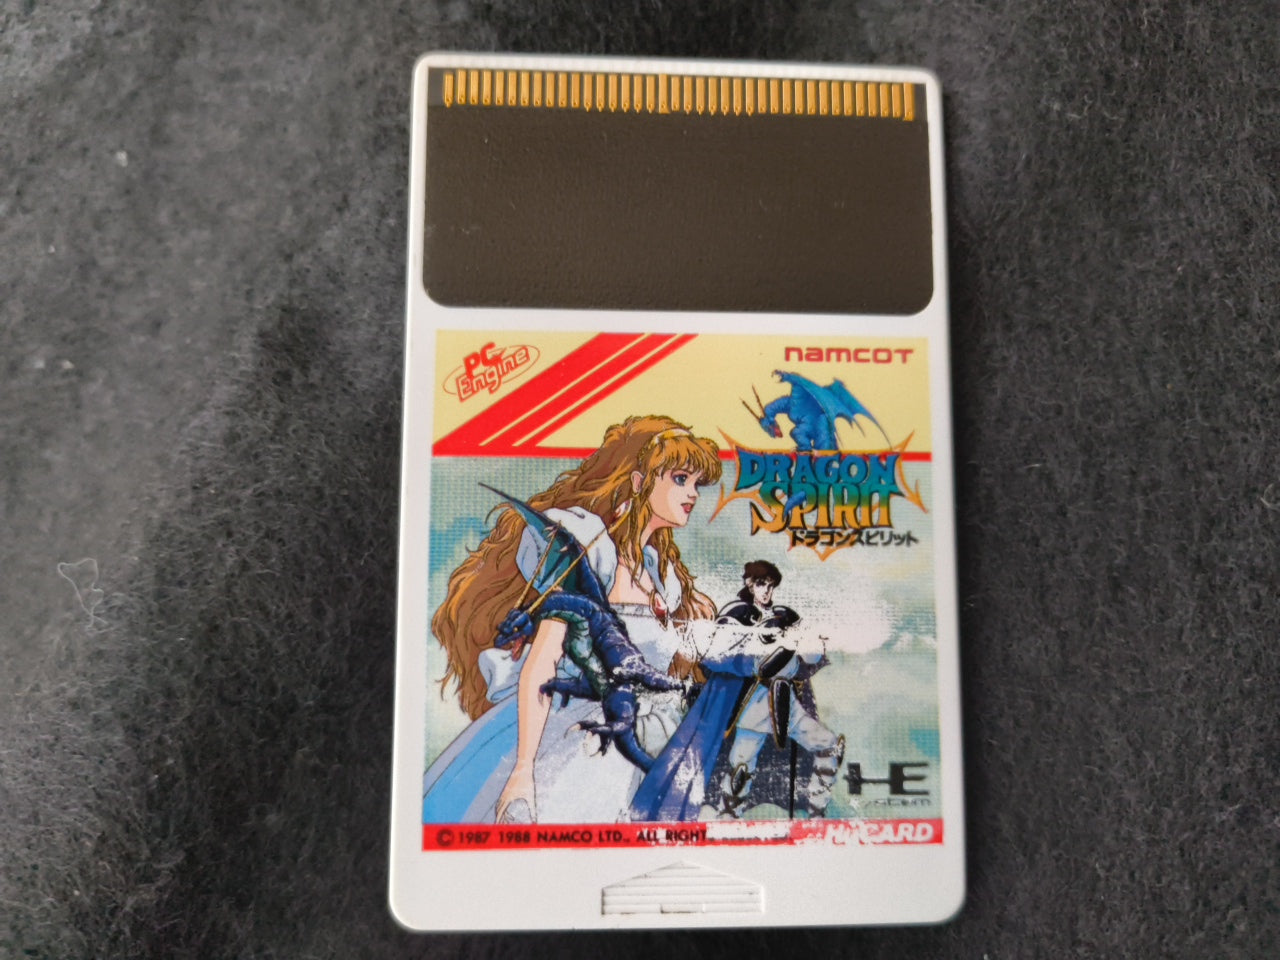 PC
Engine
namcot
DRAGON
SPIRIT
ドラゴンスピリット
HE
© 1987 1988 NAMCO LTD., ALL RIGHT
HuCARD